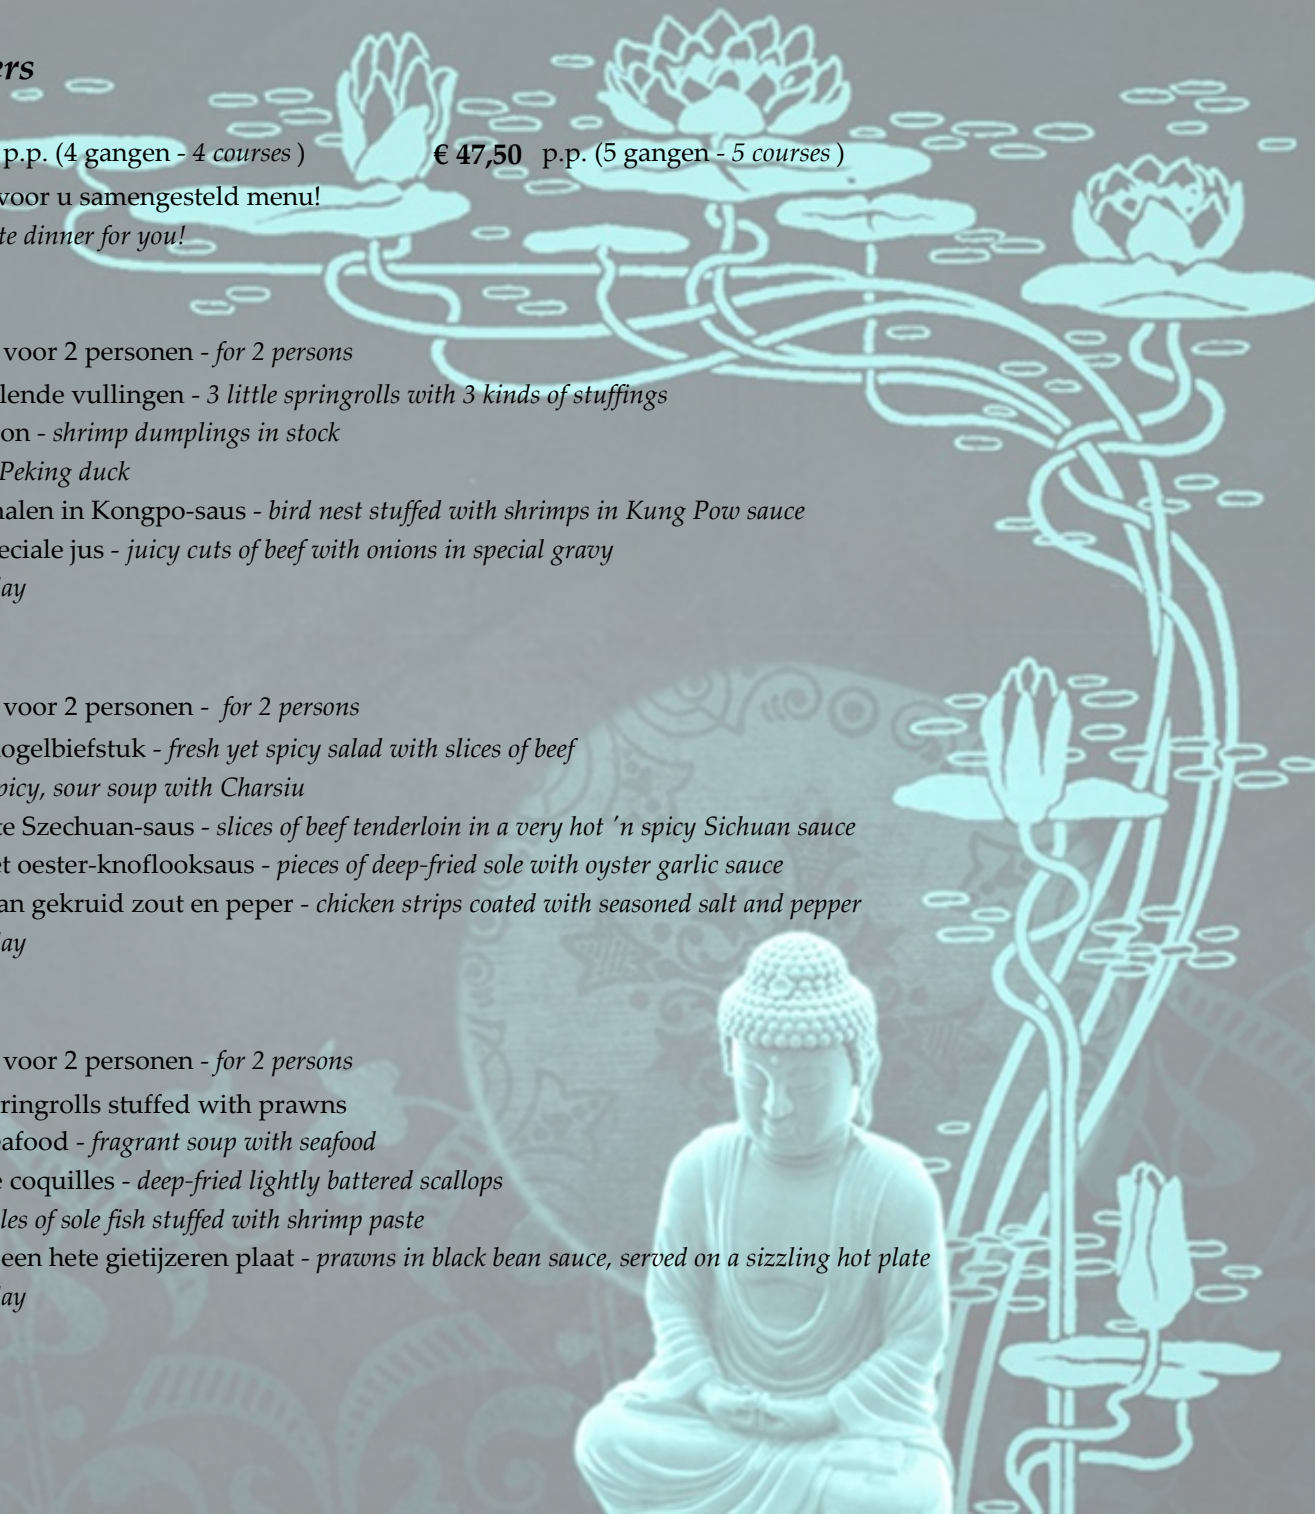 ers
p.p. (4 gangen - 4 courses ) € 47,50 p.p. (5 gangen - 5 courses )
voor u samengesteld menu!
te dinner for you!
voor 2 personen - for 2 persons
lende vullingen - 3 little springrolls with 3 kinds of stuffings
on - shrimp dumplings in stock
Peking duck
nalen in Kongpo-saus - bird nest stuffed with shrimps in Kung Pow sauce
eciale jus - juicy cuts of beef with onions in special gravy
ay
voor 2 personen - for 2 persons
kogelbiefstuk - fresh yet spicy salad with slices of beef
picy, sour soup with Charsiu
te Szechuan-saus - slices of beef tenderloin in a very hot 'n spicy Sichuan sauce
et oester-knoflooksaus - pieces of deep-fried sole with oyster garlic sauce
an gekruid zout en peper - chicken strips coated with seasoned salt and pepper
ay
voor 2 personen - for 2 persons
ringrolls stuffed with prawns
eafood - fragrant soup with seafood
e coquilles - deep-fried lightly battered scallops
les of sole fish stuffed with shrimp paste
een hete gietijzeren plaat - prawns in black bean sauce, served on a sizzling hot plate
ay